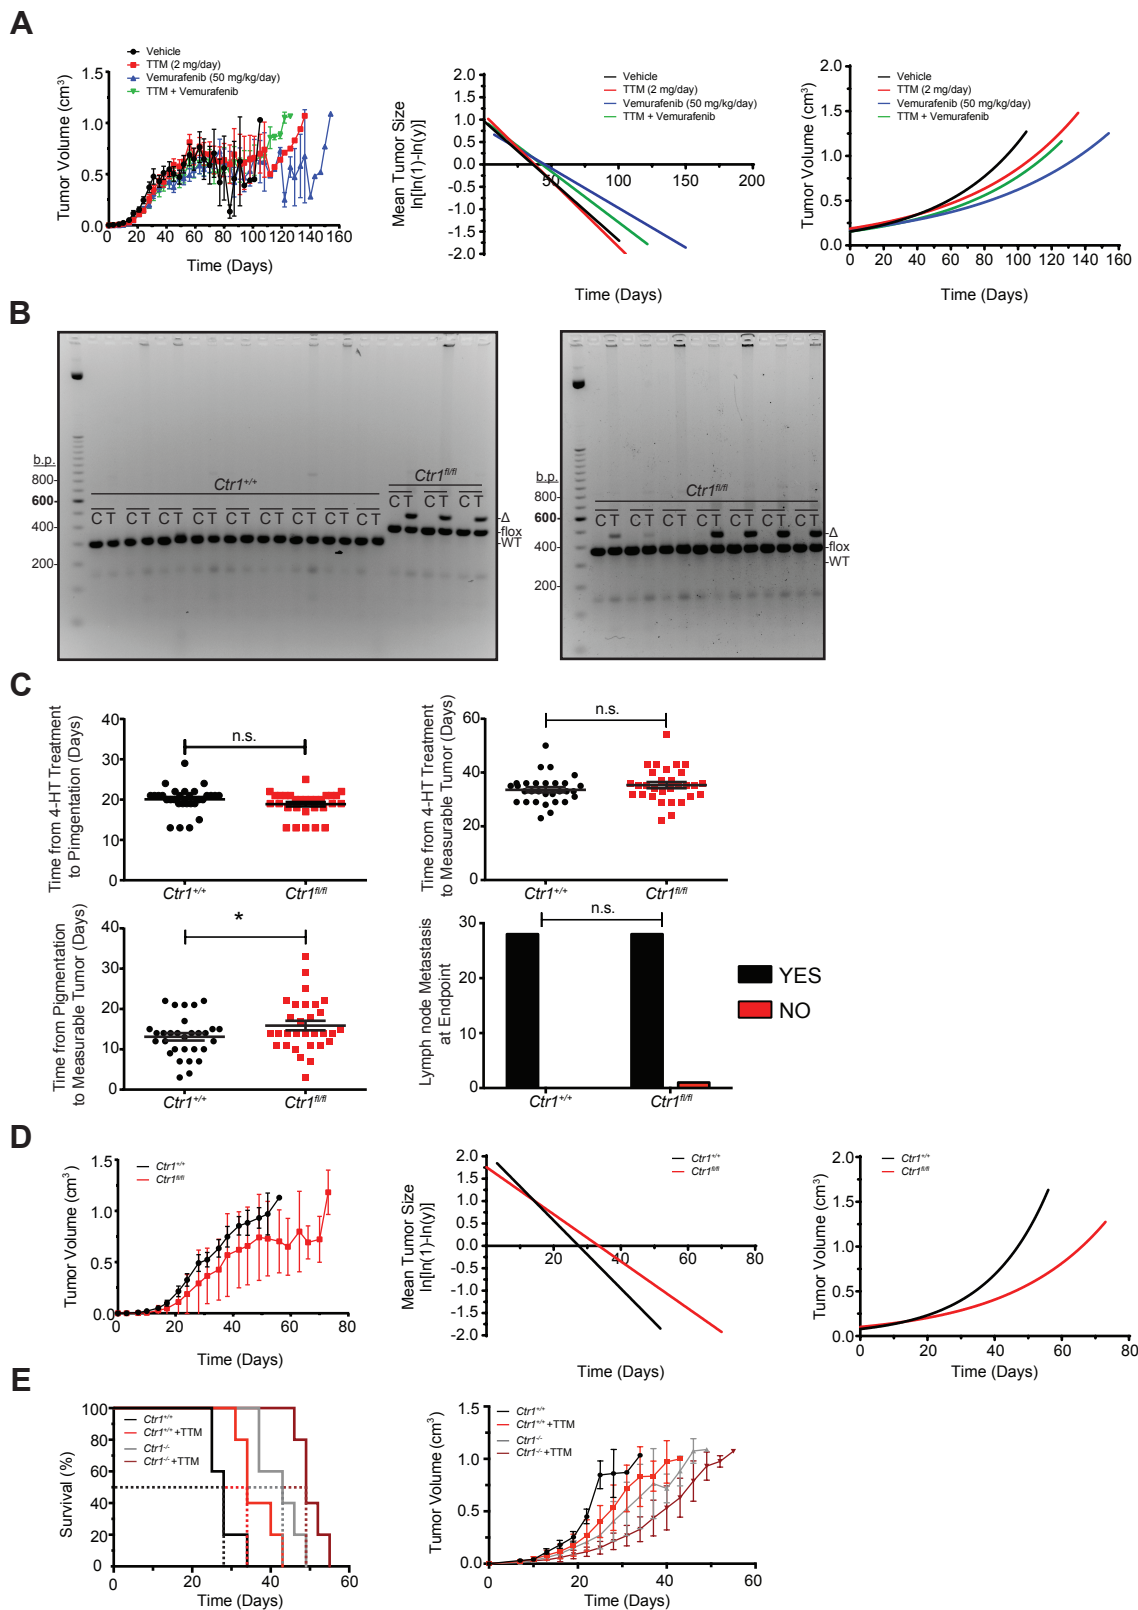 A
Vehicle
TTM (2 mg/day)
Vemurafenib (50 mg/kg/day)
TTM + Vemurafenib
Tumor Volume (cm³)
1.5
1.0
0.5
0.0
0 20 40 60 80 100 120 140 160
Time (Days)
Vehicle
TTM (2 mg/day)
Vemurafenib (50 mg/kg/day)
TTM + Vemurafenib
Mean Tumor Size
ln[ln(1)-ln(y)]
2.0
1.5
1.0
0.5
0.0
-0.5
-1.0
-1.5
-2.0
50 100 150 200
Time (Days)
Vehicle
TTM (2 mg/day)
Vemurafenib (50 mg/kg/day)
TTM + Vemurafenib
Tumor Volume (cm³)
2.0
1.5
1.0
0.5
0.0
0 20 40 60 80 100 120 140 160
Time (Days)
B
b.p.
800-
600-
400-
200-
Ctr1+/+
Ctr1fl/fl
C T C T C T
C T C T C T C T C T C T C T C T C T
-Δ
-flox
-WT
b.p.
800-
600-
400-
200-
Ctr1fl/fl
C T C T C T C T C T C T C T
-Δ
-flox
-WT
C
Time from 4-HT Treatment
to Pimgentation (Days)
40
30
20
10
0
n.s.
Ctr1+/+ Ctr1fl/fl
Time from 4-HT Treatment
to Measurable Tumor (Days)
60
40
20
0
n.s.
Ctr1+/+ Ctr1fl/fl
Time from Pigmentation
to Measurable Tumor (Days)
40
30
20
10
0
*
Ctr1+/+ Ctr1fl/fl
Lymph node Metastasis
at Endpoint
30
20
10
0
n.s.
Ctr1+/+ Ctr1fl/fl
YES
NO
D
Ctr1+/+
Ctr1fl/fl
Tumor Volume (cm³)
1.5
1.0
0.5
0.0
0 20 40 60 80
Time (Days)
Ctr1+/+
Ctr1fl/fl
Mean Tumor Size
ln[ln(1)-ln(y)]
2.0
1.5
1.0
0.5
0.0
-0.5
-1.0
-1.5
-2.0
20 40 60 80
Time (Days)
Ctr1+/+
Ctr1fl/fl
Tumor Volume (cm³)
2.0
1.5
1.0
0.5
0.0
0 20 40 60 80
Time (Days)
E
Ctr1+/+
Ctr1+/+ +TTM
Ctr1-/-
Ctr1-/- +TTM
Survival (%)
100
80
60
40
20
0
0 20 40 60
Time (Days)
Ctr1+/+
Ctr1+/+ +TTM
Ctr1-/-
Ctr1-/- +TTM
Tumor Volume (cm³)
1.5
1.0
0.5
0.0
0 20 40 60
Time (Days)